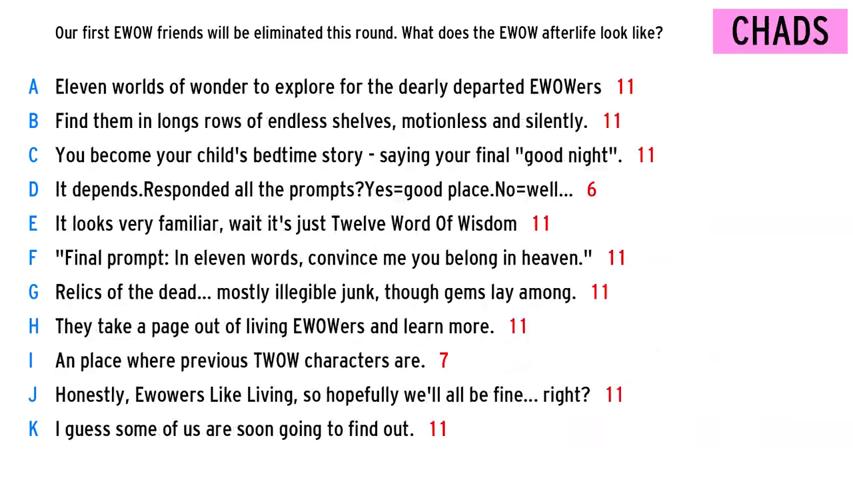 Our first EWOW friends will be eliminated this round. What does the EWOW afterlife look like?
CHADS
A Eleven worlds of wonder to explore for the dearly departed EWOWers 11
B Find them in longs rows of endless shelves, motionless and silently. 11
C You become your child's bedtime story - saying your final "good night". 11
D It depends.Responded all the prompts?Yes=good place.No=well... 6
E It looks very familiar, wait it's just Twelve Word Of Wisdom 11
F "Final prompt: In eleven words, convince me you belong in heaven." 11
G Relics of the dead... mostly illegible junk, though gems lay among. 11
H They take a page out of living EWOWers and learn more. 11
I An place where previous TWOW characters are. 7
J Honestly, Ewowers Like Living, so hopefully we'll all be fine... right? 11
K I guess some of us are soon going to find out. 11